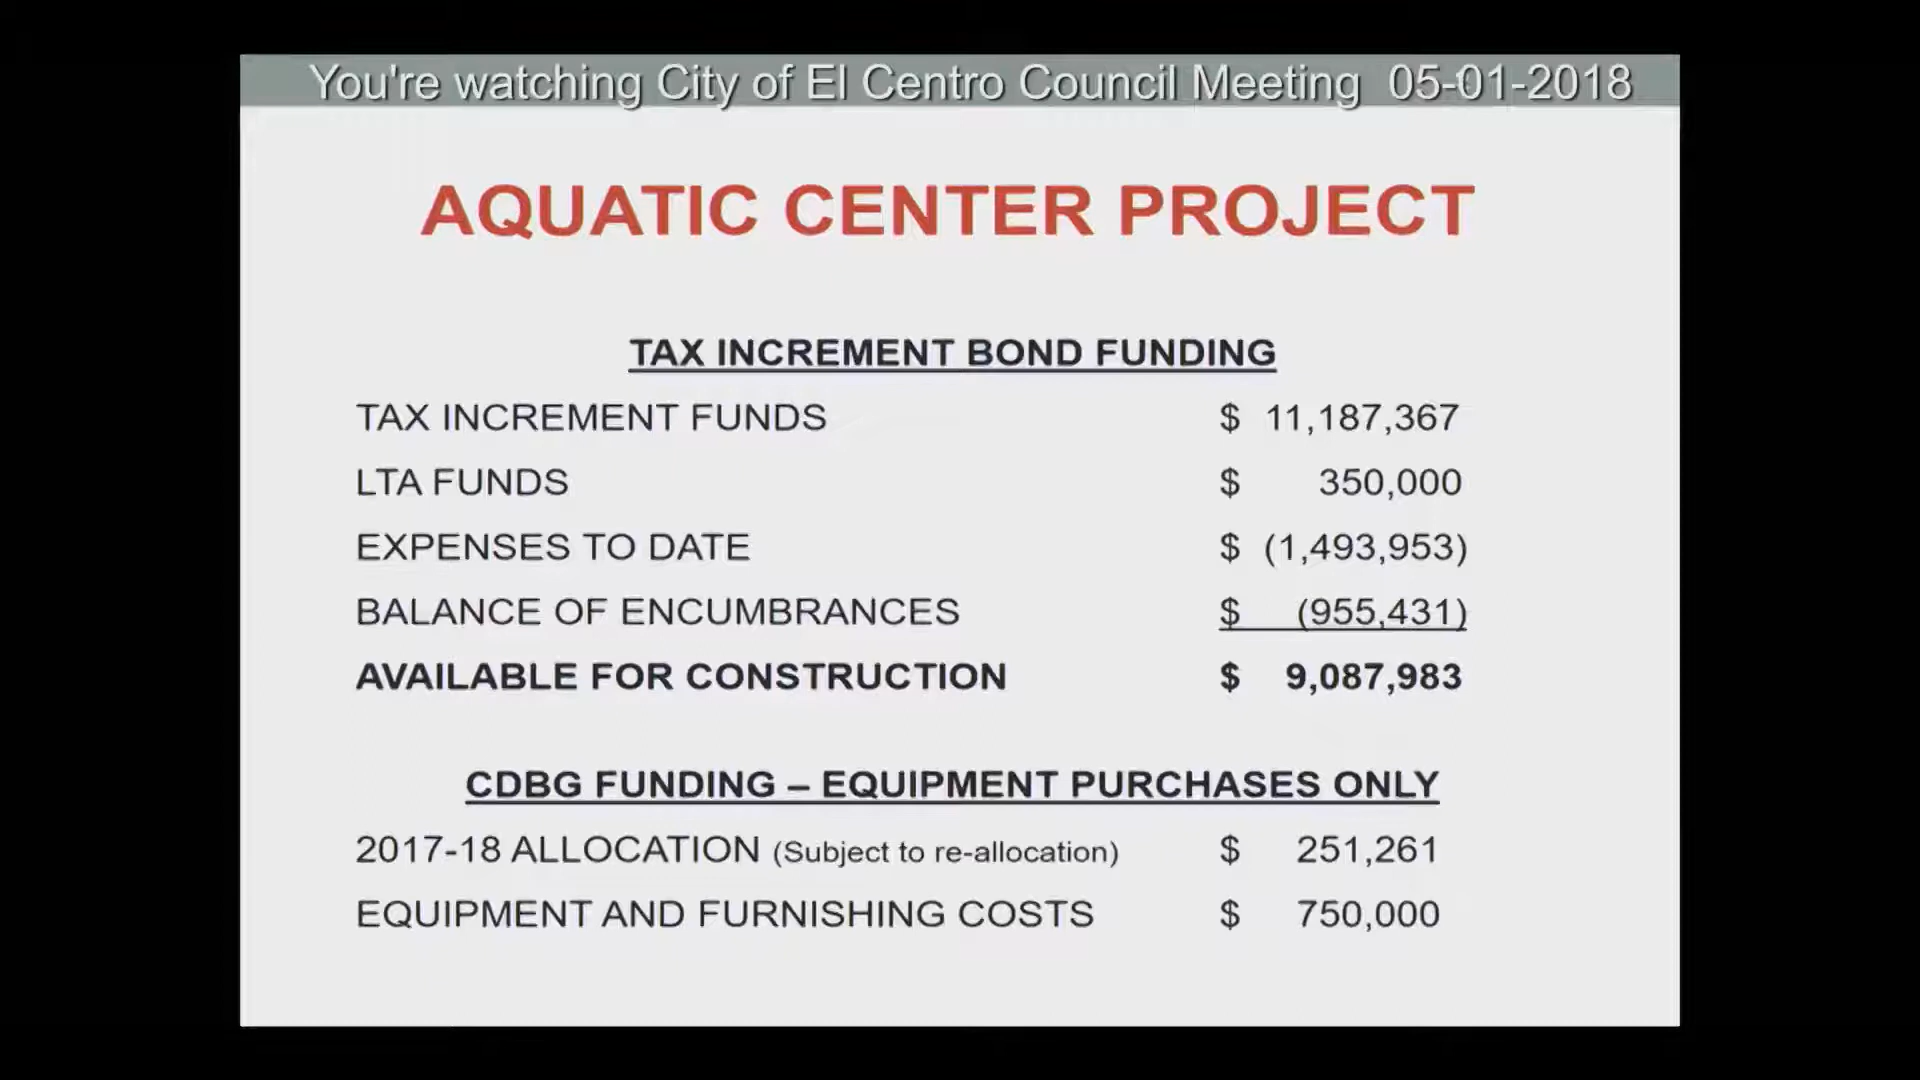 You're watching City of El Centro Council Meeting 05-01-2018
AQUATIC CENTER PROJECT
TAX INCREMENT BOND FUNDING
TAX INCREMENT FUNDS $ 11,187,367
LTA FUNDS $ 350,000
EXPENSES TO DATE $ (1,493,953)
BALANCE OF ENCUMBRANCES $ (955,431)
AVAILABLE FOR CONSTRUCTION $ 9,087,983
CDBG FUNDING – EQUIPMENT PURCHASES ONLY
2017-18 ALLOCATION (Subject to re-allocation) $ 251,261
EQUIPMENT AND FURNISHING COSTS $ 750,000